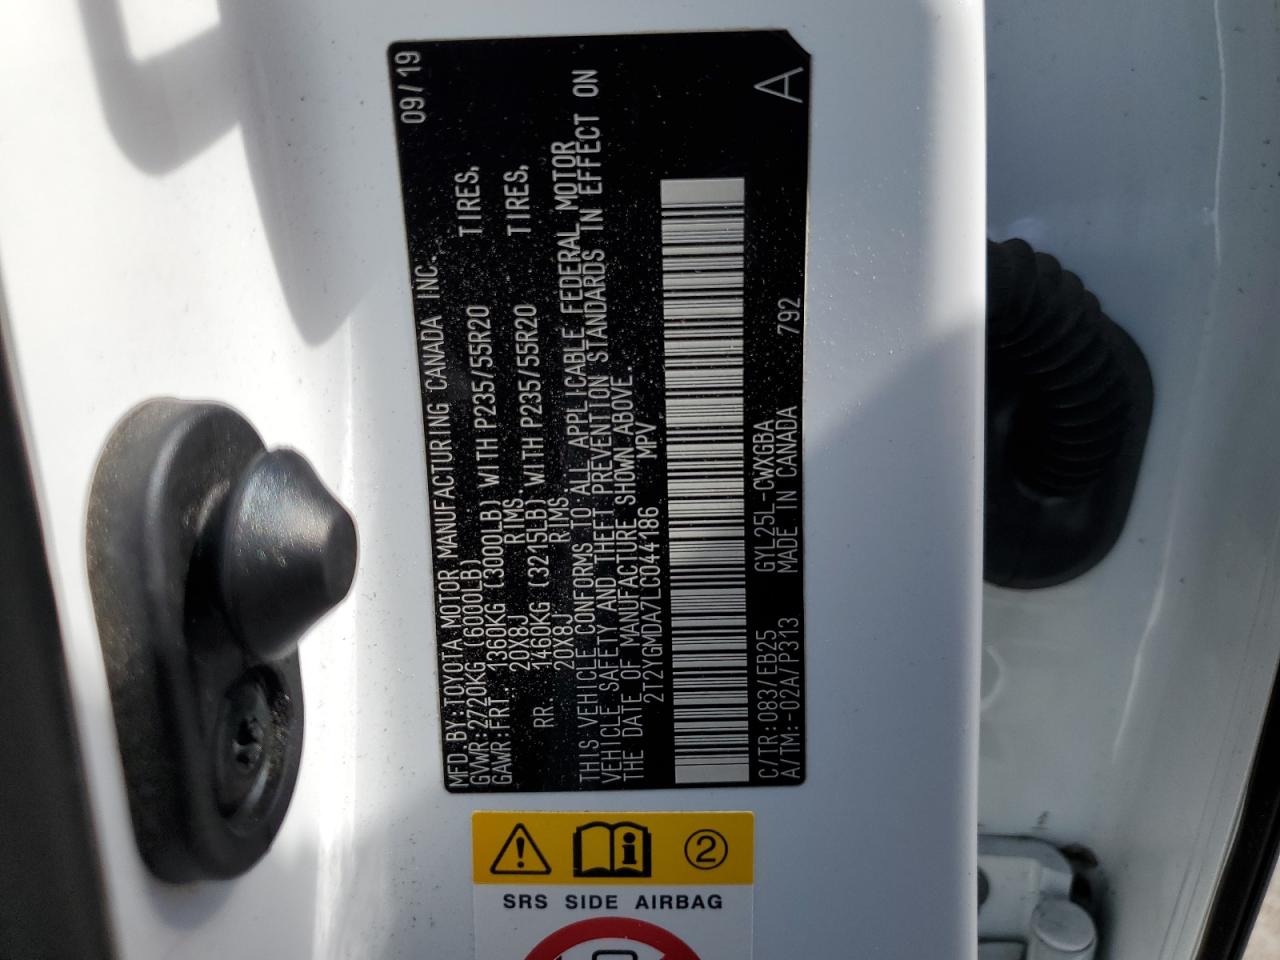 MFD.BY:TOYOTA MOTOR MANUFACTURING CANADA INC. 09/19
GVWR:2720KG (6000LB)
GAWR:FRT 1360KG (3000LB) WITH P235/55R20 TIRES,
20X8J RIMS.
RR. 1460KG (3215LB) WITH P235/55R20 TIRES,
20X8J RIMS
THIS VEHICLE CONFORMS TO ALL APPLICABLE FEDERAL MOTOR
VEHICLE SAFETY AND THEFT PREVENTION STANDARDS IN EFFECT ON
THE DATE OF MANUFACTURE SHOWN ABOVE.
2T2YGMDA7LC044186 MPV
C/TR:083/EB25 GYL25L-CWXGBA 792
A/TM:-02A/P313 MADE IN CANADA
A
2
SRS SIDE AIRBAG